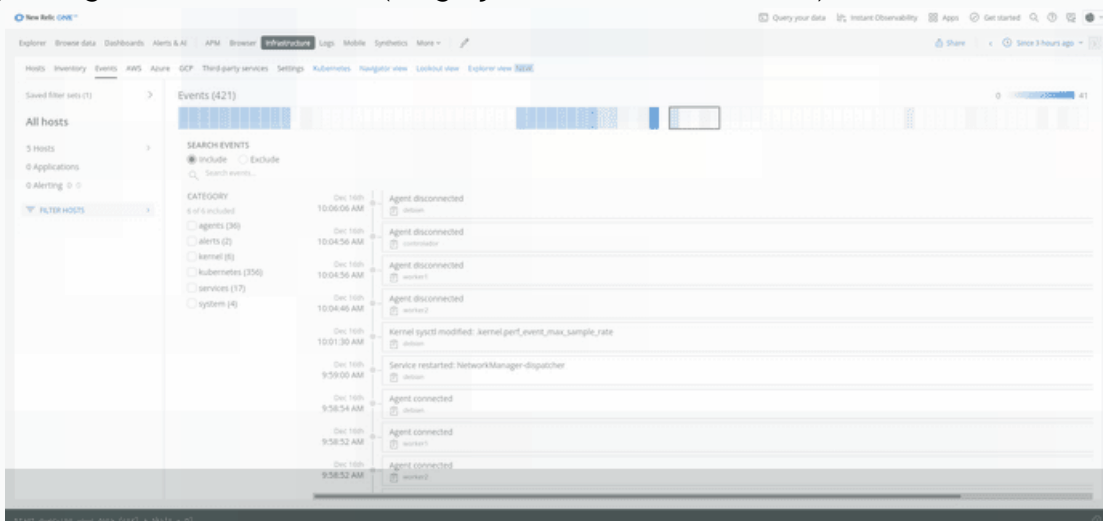 New Relic ONE™
Query your data Instant Observability Apps Get started
Explorer Browse data Dashboards Alerts & AI APM Browser Infrastructure Logs Mobile Synthetics More
Share Since 3 hours ago
Hosts Inventory Events AWS Azure GCP Third-party services Settings Kubernetes Navigator view Lookout view Explorer view NEW
Saved filter sets (1)
Events (421)
0 41
All hosts
5 Hosts
0 Applications
0 Alerting 0 0
FILTER HOSTS
SEARCH EVENTS
Include Exclude
Search events...
CATEGORY
6 of 6 included
agents (36)
alerts (2)
kernel (6)
kubernetes (356)
services (17)
system (4)
Dec 16th
10:06:06 AM
Agent disconnected
debian
Dec 16th
10:04:56 AM
Agent disconnected
controlador
Dec 16th
10:04:56 AM
Agent disconnected
worker1
Dec 16th
10:04:46 AM
Agent disconnected
worker2
Dec 16th
10:01:30 AM
Kernel sysctl modified: .kernel.perf_event_max_sample_rate
debian
Dec 16th
9:59:00 AM
Service restarted: NetworkManager-dispatcher
debian
Dec 16th
9:58:54 AM
Agent connected
debian
Dec 16th
9:58:52 AM
Agent connected
worker1
Dec 16th
9:58:52 AM
Agent connected
worker2